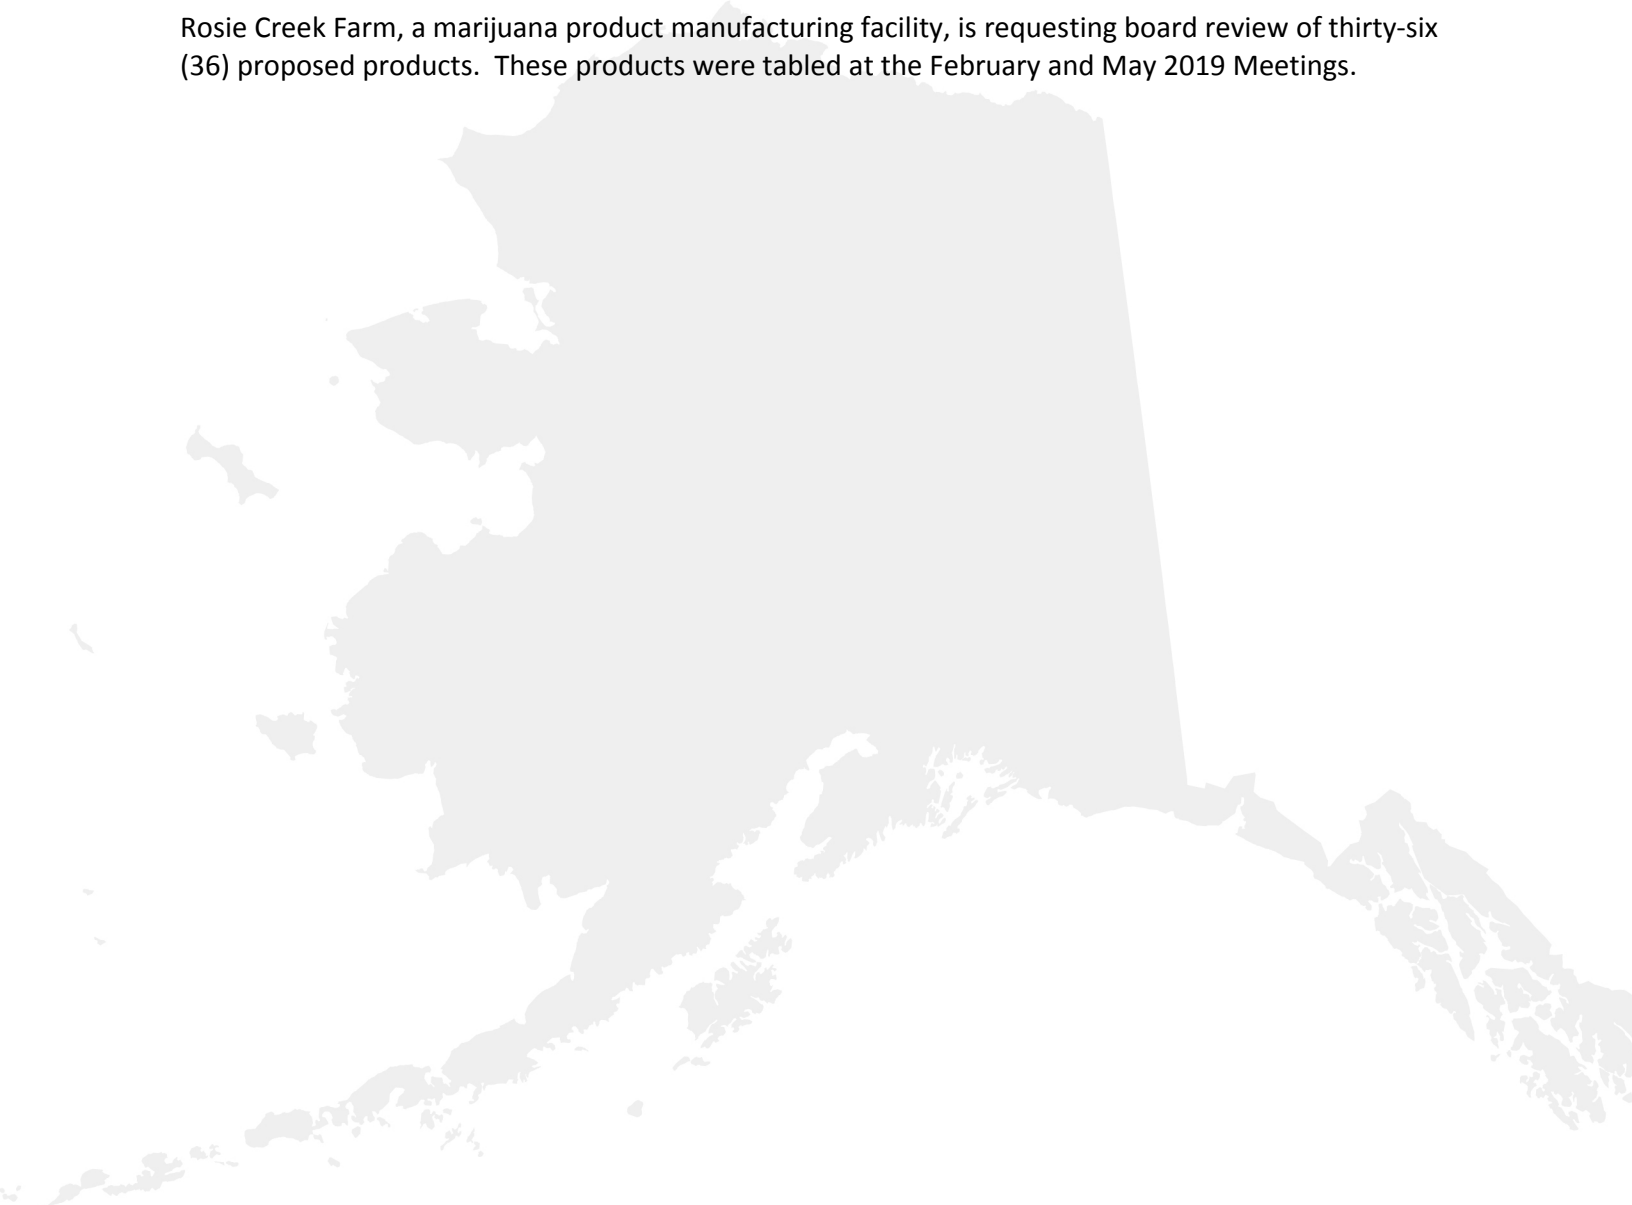 Rosie Creek Farm, a marijuana product manufacturing facility, is requesting board review of thirty-six
(36) proposed products.  These products were tabled at the February and May 2019 Meetings.